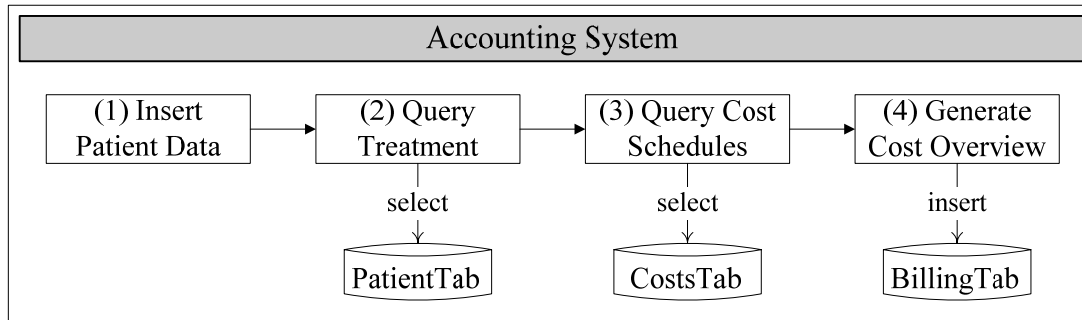 Accounting System
(1) Insert
Patient Data
(2) Query
Treatment
(3) Query Cost
Schedules
(4) Generate
Cost Overview
select
select
insert
PatientTab
CostsTab
BillingTab